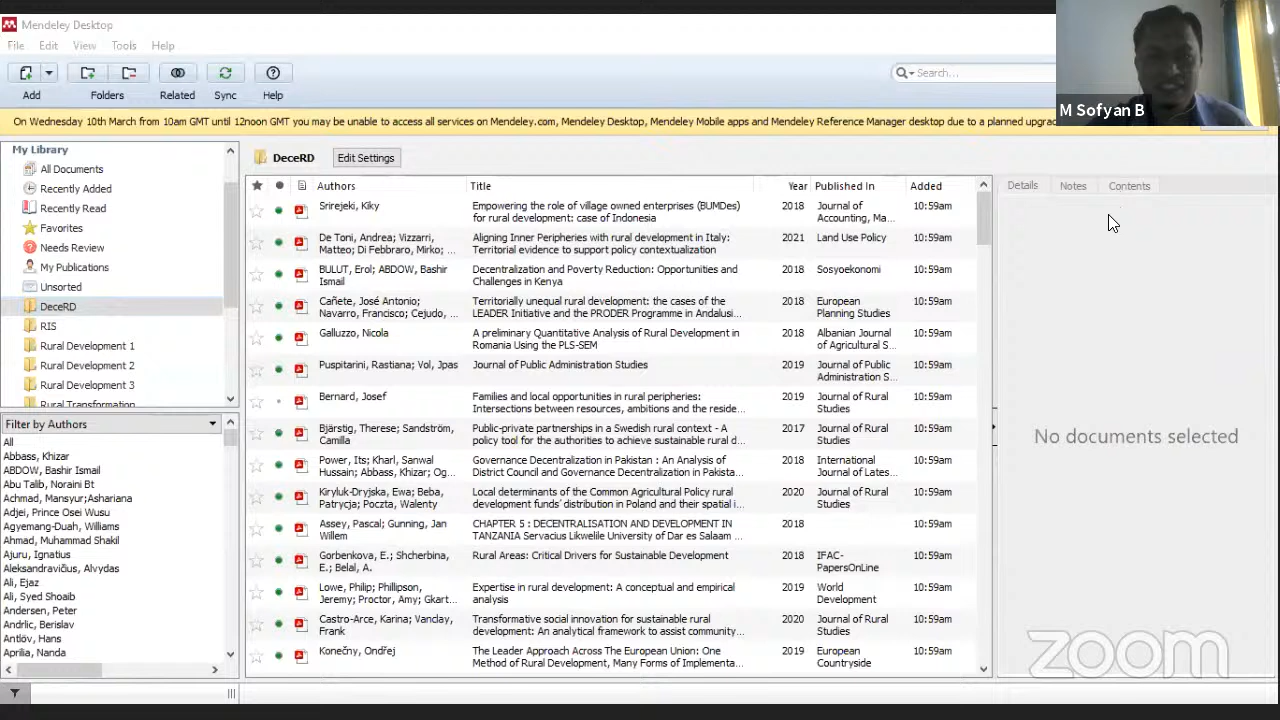 Mendeley Desktop
File Edit View Tools Help
Add Folders Related Sync Help
Search...
M Sofyan B
On Wednesday 10th March from 10am GMT until 12noon GMT you may be unable to access all services on Mendeley.com, Mendeley Desktop, Mendeley Mobile apps and Mendeley Reference Manager desktop due to a planned upgra
My Library
All Documents
Recently Added
Recently Read
Favorites
Needs Review
My Publications
Unsorted
DeceRD
RIS
Rural Development 1
Rural Development 2
Rural Development 3
Rural Transformation
Filter by Authors
All
Abbass, Khizar
ABDOW, Bashir Ismail
Abu Talib, Noraini Bt
Achmad, Mansyur;Ashariana
Adjei, Prince Osei Wusu
Agyemang-Duah, Williams
Ahmad, Muhammad Shakil
Ajuru, Ignatius
Aleksandravičius, Alvydas
Ali, Ejaz
Ali, Syed Shoaib
Andersen, Peter
Andrlic, Berislav
Antlöv, Hans
Aprilia, Nanda
DeceRD Edit Settings
Authors Title Year Published In Added
Srirejeki, Kiky Empowering the role of village owned enterprises (BUMDes) 2018 Journal of 10:59am
for rural development: case of Indonesia Accounting, Ma...
De Toni, Andrea; Vizzarri, Aligning Inner Peripheries with rural development in Italy: 2021 Land Use Policy 10:59am
Matteo; Di Febbraro, Mirko; ... Territorial evidence to support policy contextualization
BULUT, Erol; ABDOW, Bashir Decentralization and Poverty Reduction: Opportunities and 2018 Sosyoekonomi 10:59am
Ismail Challenges in Kenya
Cañete, José Antonio; Territorially unequal rural development: the cases of the 2018 European 10:59am
Navarro, Francisco; Cejudo, ... LEADER Initiative and the PRODER Programme in Andalusi... Planning Studies
Galluzzo, Nicola A preliminary Quantitative Analysis of Rural Development in 2018 Albanian Journal 10:59am
Romania Using the PLS-SEM of Agricultural S...
Puspitarini, Rastiana; Vol, Jpas Journal of Public Administration Studies 2019 Journal of Public 10:59am
Administration S...
Bernard, Josef Families and local opportunities in rural peripheries: 2019 Journal of Rural 10:59am
Intersections between resources, ambitions and the reside... Studies
Bjärstig, Therese; Sandström, Public-private partnerships in a Swedish rural context - A 2017 Journal of Rural 10:59am
Camilla policy tool for the authorities to achieve sustainable rural d... Studies
Power, Its; Kharl, Sanwal Governance Decentralization in Pakistan : An Analysis of 2018 International 10:59am
Hussain; Abbass, Khizar; Og... District Council and Governance Decentralization in Pakista... Journal of Lates...
Kiryluk-Dryjska, Ewa; Beba, Local determinants of the Common Agricultural Policy rural 2020 Journal of Rural 10:59am
Patrycja; Poczta, Walenty development funds' distribution in Poland and their spatial i... Studies
Assey, Pascal; Gunning, Jan CHAPTER 5 : DECENTRALISATION AND DEVELOPMENT IN 2018 10:59am
Willem TANZANIA Servacius Likwelile University of Dar es Salaam ...
Gorbenkova, E.; Shcherbina, Rural Areas: Critical Drivers for Sustainable Development 2018 IFAC- 10:59am
E.; Belal, A. PapersOnLine
Lowe, Philip; Phillipson, Expertise in rural development: A conceptual and empirical 2019 World 10:59am
Jeremy; Proctor, Amy; Gkart... analysis Development
Castro-Arce, Karina; Vanclay, Transformative social innovation for sustainable rural 2020 Journal of Rural 10:59am
Frank development: An analytical framework to assist community... Studies
Konečny, Ondřej The Leader Approach Across The European Union: One 2019 European 10:59am
Method of Rural Development, Many Forms of Implementa... Countryside
Details Notes Contents
No documents selected
zoom